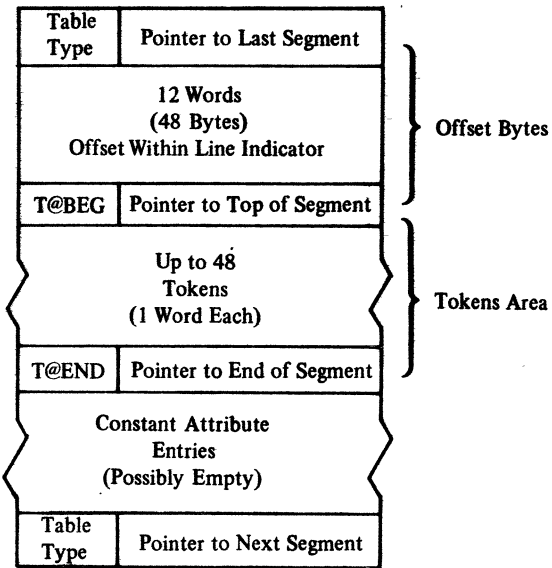 Table
Type
Pointer to Last Segment
12 Words
(48 Bytes)
Offset Within Line Indicator
Offset Bytes
T@BEG
Pointer to Top of Segment
Up to 48
Tokens
(1 Word Each)
Tokens Area
T@END
Pointer to End of Segment
Constant Attribute
Entries
(Possibly Empty)
Table
Type
Pointer to Next Segment